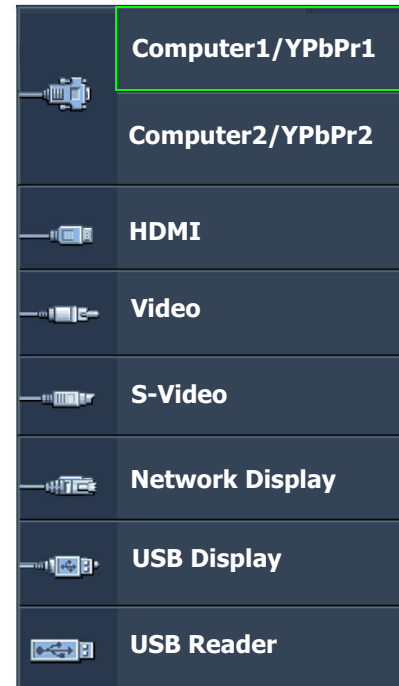 Computer1/YPbPr1
Computer2/YPbPr2
HDMI
Video
S-Video
Network Display
USB Display
USB Reader